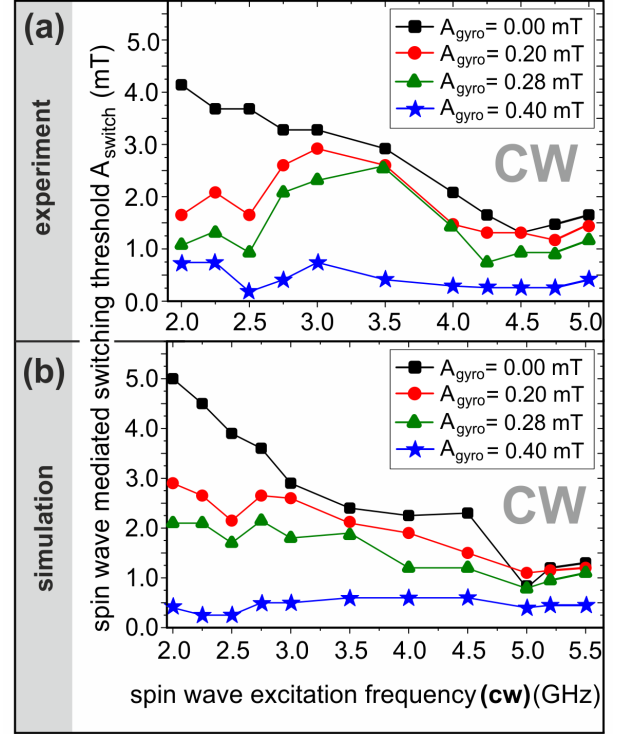 (a)
experiment
spin wave mediated switching threshold A_switch (mT)
5.0
4.0
3.0
2.0
1.0
0.0
A_gyro= 0.00 mT
A_gyro= 0.20 mT
A_gyro= 0.28 mT
A_gyro= 0.40 mT
CW
2.0 2.5 3.0 3.5 4.0 4.5 5.0
(b)
simulation
5.0
4.0
3.0
2.0
1.0
0.0
A_gyro= 0.00 mT
A_gyro= 0.20 mT
A_gyro= 0.28 mT
A_gyro= 0.40 mT
CW
2.0 2.5 3.0 3.5 4.0 4.5 5.0 5.5
spin wave excitation frequency (cw) (GHz)